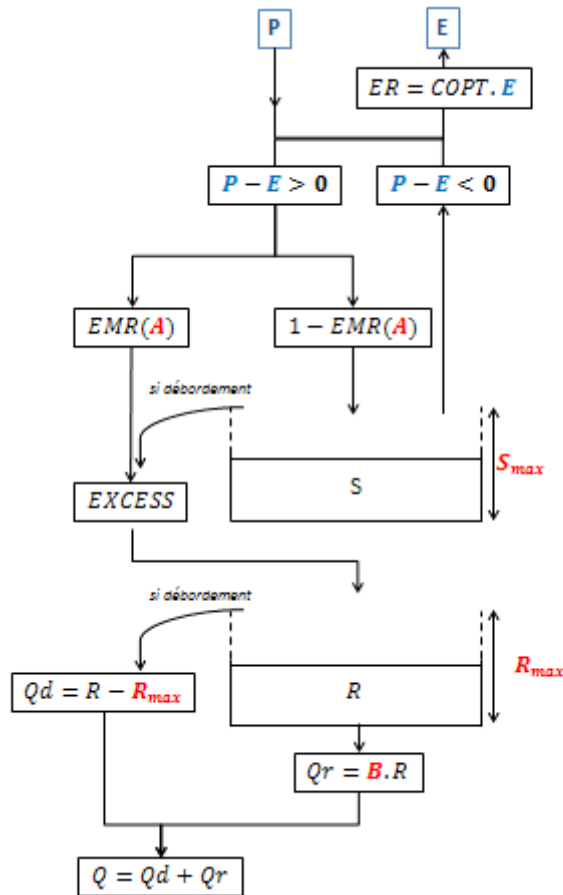 P
E
ER = COPT.E
P − E > 0
P − E < 0
EMR(A)
1 − EMR(A)
si débordement
S
S_max
EXCESS
si débordement
R
R_max
Qd = R − R_max
Qr = B.R
Q = Qd + Qr